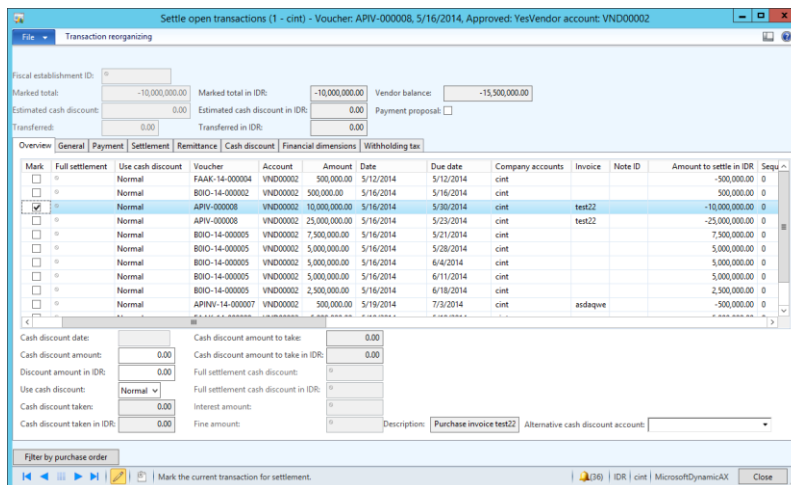 Settle open transactions (1 - cint) - Voucher: APIV-000008, 5/16/2014, Approved: YesVendor account: VND00002
File Transaction reorganizing
Fiscal establishment ID:
Marked total: -10,000,000.00 Marked total in IDR: -10,000,000.00 Vendor balance: -15,500,000.00
Estimated cash discount: 0.00 Estimated cash discount in IDR: 0.00 Payment proposal:
Transferred: 0.00 Transferred in IDR: 0.00
Overview General Payment Settlement Remittance Cash discount Financial dimensions Withholding tax
Mark Full settlement Use cash discount Voucher Account Amount Date Due date Company accounts Invoice Note ID Amount to settle in IDR Sequ
Normal FAAK-14-000004 VND00002 500,000.00 5/12/2014 5/12/2014 cint -500,000.00 0
Normal B0IO-14-000002 VND00002 500,000.00 5/16/2014 5/16/2014 cint 500,000.00 0
Normal APIV-000008 VND00002 10,000,000.00 5/16/2014 5/30/2014 cint test22 -10,000,000.00 0
Normal APIV-000008 VND00002 25,000,000.00 5/16/2014 5/23/2014 cint test22 -25,000,000.00 0
Normal B0IO-14-000005 VND00002 7,500,000.00 5/16/2014 5/21/2014 cint 7,500,000.00 0
Normal B0IO-14-000005 VND00002 5,000,000.00 5/16/2014 5/28/2014 cint 5,000,000.00 0
Normal B0IO-14-000005 VND00002 5,000,000.00 5/16/2014 6/4/2014 cint 5,000,000.00 0
Normal B0IO-14-000005 VND00002 5,000,000.00 5/16/2014 6/11/2014 cint 5,000,000.00 0
Normal B0IO-14-000005 VND00002 2,500,000.00 5/16/2014 6/18/2014 cint 2,500,000.00 0
Normal APINV-14-000007 VND00002 500,000.00 5/19/2014 7/3/2014 cint asdaqwe -500,000.00 0
Cash discount date: Cash discount amount to take: 0.00
Cash discount amount: 0.00 Cash discount amount to take in IDR: 0.00
Discount amount in IDR: 0.00 Full settlement cash discount:
Use cash discount: Normal Full settlement cash discount in IDR:
Cash discount taken: 0.00 Interest amount:
Cash discount taken in IDR: 0.00 Fine amount: Description: Purchase invoice test22 Alternative cash discount account:
Filter by purchase order
Mark the current transaction for settlement. (36) IDR cint MicrosoftDynamicAX Close